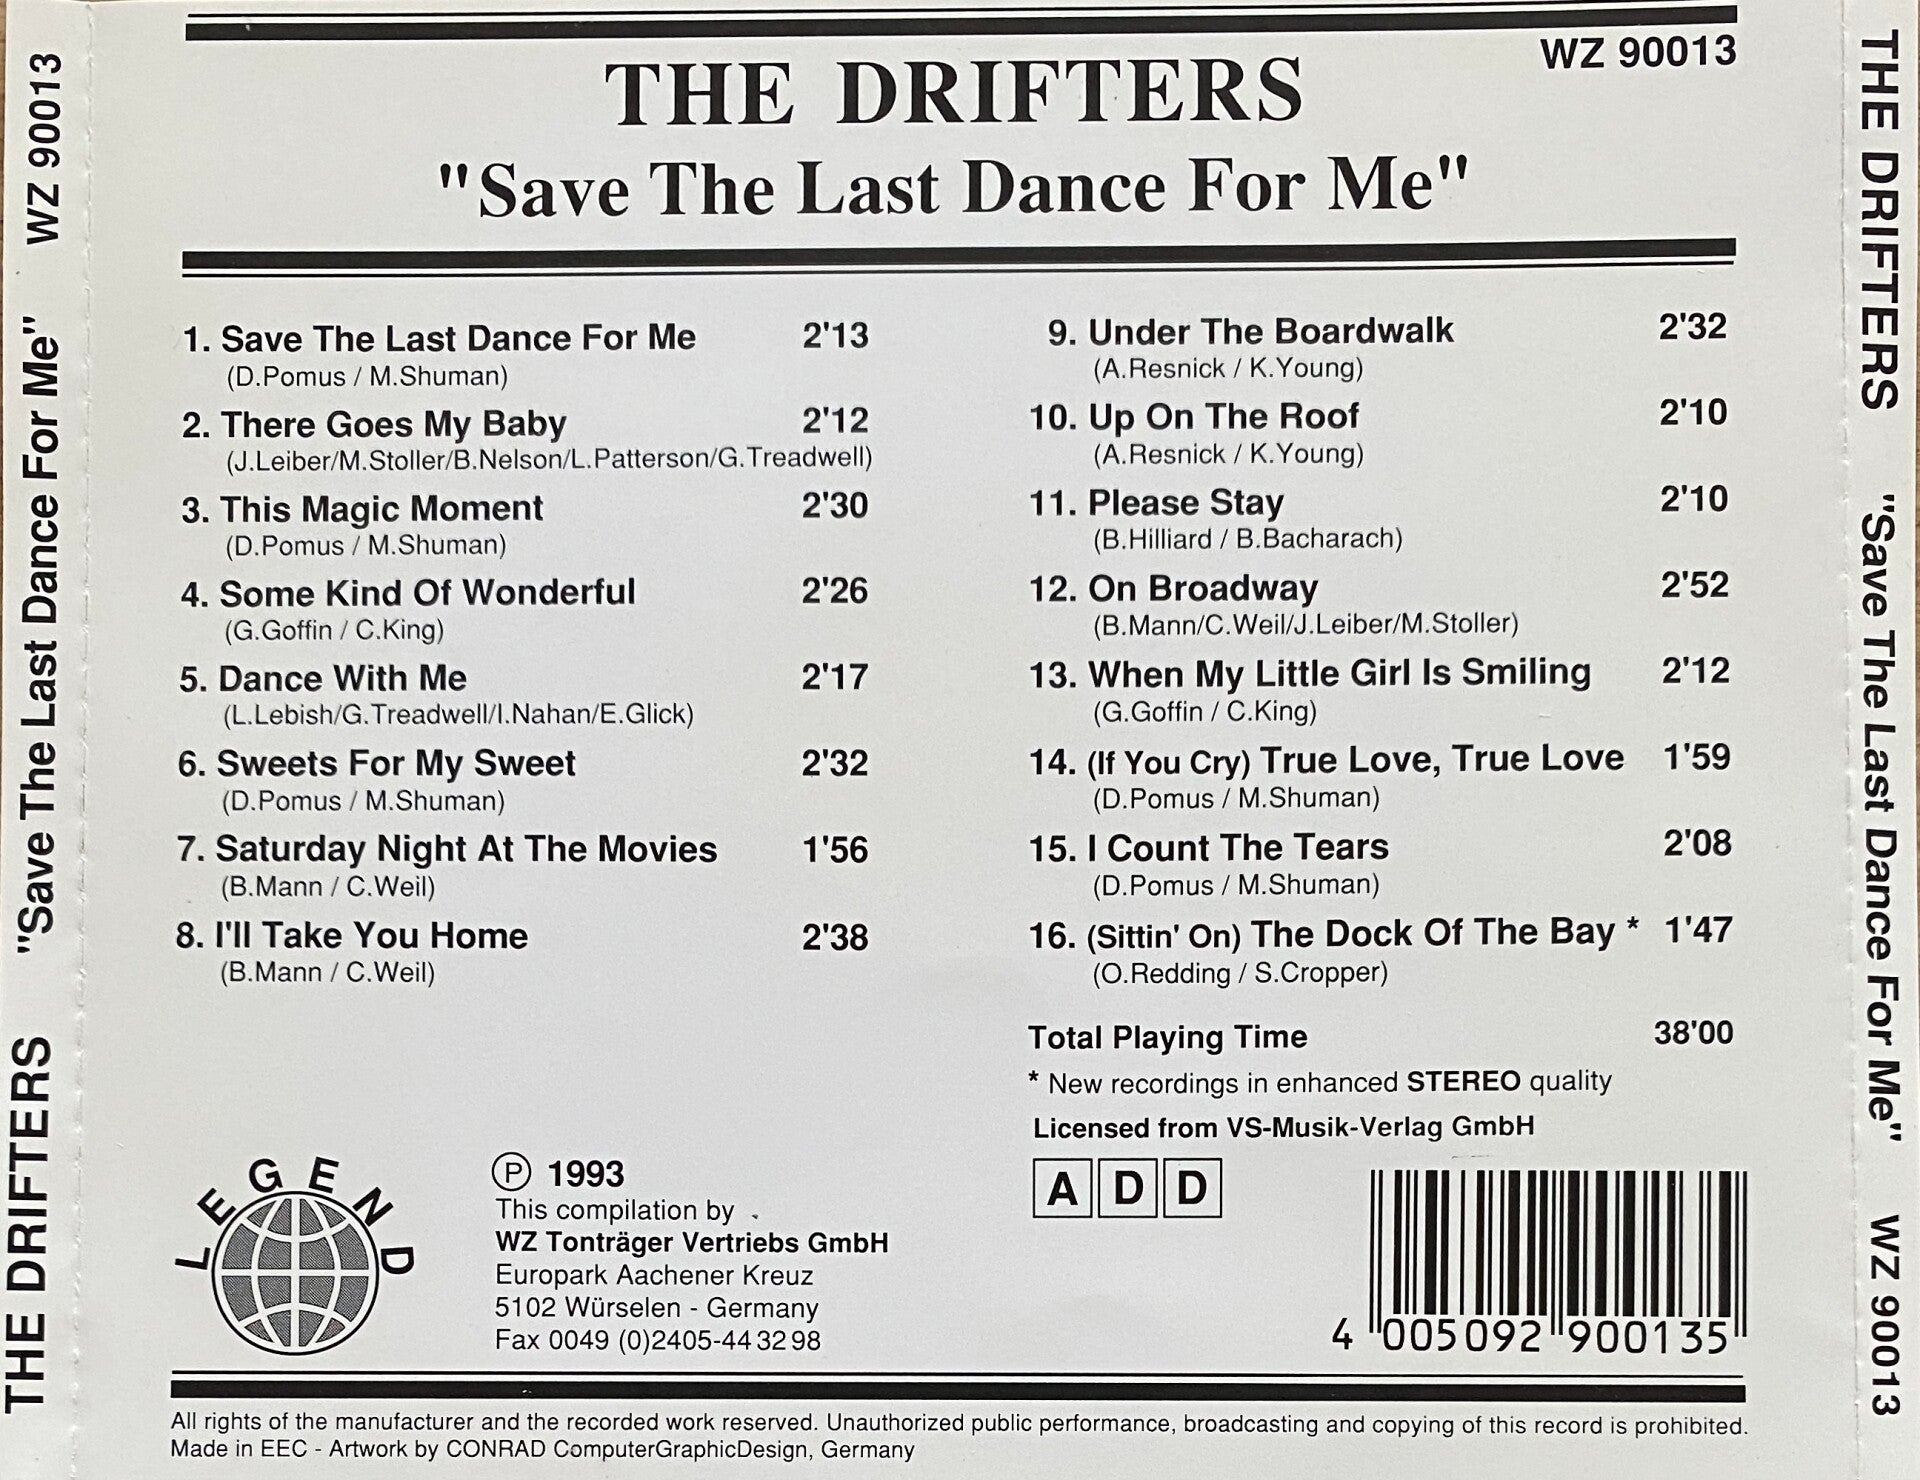 WZ 90013
THE DRIFTERS
"Save The Last Dance For Me"
1. Save The Last Dance For Me 2'13
(D.Pomus / M.Shuman)
2. There Goes My Baby 2'12
(J.Leiber/M.Stoller/B.Nelson/L.Patterson/G.Treadwell)
3. This Magic Moment 2'30
(D.Pomus / M.Shuman)
4. Some Kind Of Wonderful 2'26
(G.Goffin / C.King)
5. Dance With Me 2'17
(L.Lebish/G.Treadwell/I.Nahan/E.Glick)
6. Sweets For My Sweet 2'32
(D.Pomus / M.Shuman)
7. Saturday Night At The Movies 1'56
(B.Mann / C.Weil)
8. I'll Take You Home 2'38
(B.Mann / C.Weil)
9. Under The Boardwalk 2'32
(A.Resnick / K.Young)
10. Up On The Roof 2'10
(A.Resnick / K.Young)
11. Please Stay 2'10
(B.Hilliard / B.Bacharach)
12. On Broadway 2'52
(B.Mann/C.Weil/J.Leiber/M.Stoller)
13. When My Little Girl Is Smiling 2'12
(G.Goffin / C.King)
14. (If You Cry) True Love, True Love 1'59
(D.Pomus / M.Shuman)
15. I Count The Tears 2'08
(D.Pomus / M.Shuman)
16. (Sittin' On) The Dock Of The Bay * 1'47
(O.Redding / S.Cropper)
Total Playing Time 38'00
* New recordings in enhanced STEREO quality
Licensed from VS-Musik-Verlag GmbH
A D D
LEGEND
℗ 1993
This compilation by
WZ Tonträger Vertriebs GmbH
Europark Aachener Kreuz
5102 Würselen - Germany
Fax 0049 (0)2405-44 32 98
4 005092 900135
All rights of the manufacturer and the recorded work reserved. Unauthorized public performance, broadcasting and copying of this record is prohibited.
Made in EEC - Artwork by CONRAD ComputerGraphicDesign, Germany
THE DRIFTERS "Save The Last Dance For Me" WZ 90013
THE DRIFTERS "Save The Last Dance For Me" WZ 90013